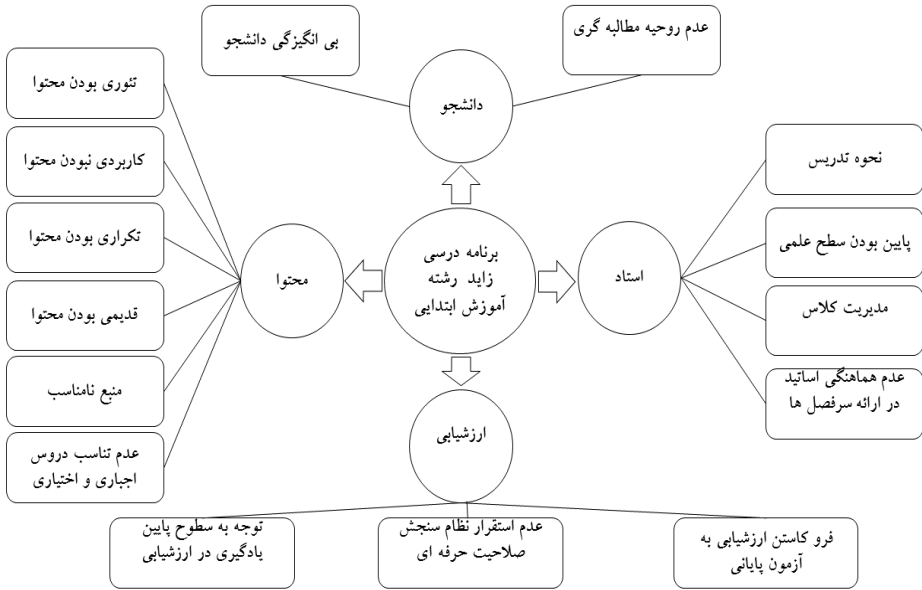 عدم روحیه مطالبه گری
بی انگیزگی دانشجو
دانشجو
نحوه تدریس
پایین بودن سطح علمی
مدیریت کلاس
عدم هماهنگی اساتید
در ارائه سرفصل ها
استاد
برنامه درسی
زاید رشته
آموزش ابتدایی
محتوا
تئوری بودن محتوا
کاربردی نبودن محتوا
تکراری بودن محتوا
قدیمی بودن محتوا
منبع نامناسب
عدم تناسب دروس
اجباری و اختیاری
ارزشیابی
فرو کاستن ارزشیابی به
آزمون پایانی
عدم استقرار نظام سنجش
صلاحیت حرفه ای
توجه به سطوح پایین
یادگیری در ارزشیابی